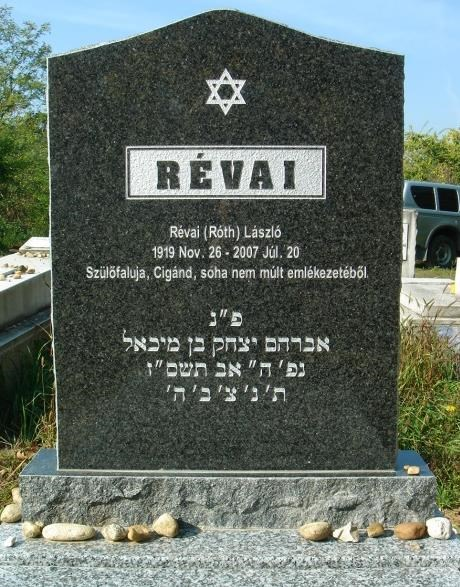 RÉVAI
Révai (Róth) László
1919 Nov. 26 - 2007 Júl. 20
Szülőfaluja, Cigánd, soha nem múlt emlékezetéből
פ״נ
אברהם יצחק בן מיכאל
נפ׳ ה״ אב תשס״ז
ת׳ נ׳ צ׳ ב׳ ה׳